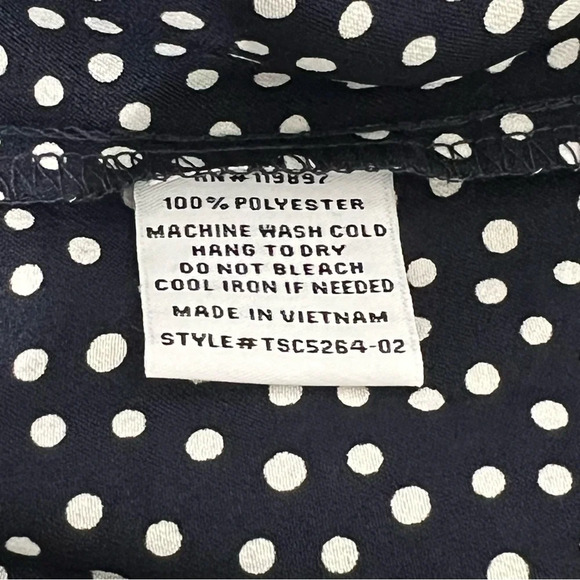 RN# 119897
100% POLYESTER
MACHINE WASH COLD
HANG TO DRY
DO NOT BLEACH
COOL IRON IF NEEDED
MADE IN VIETNAM
STYLE#TSC5264-02